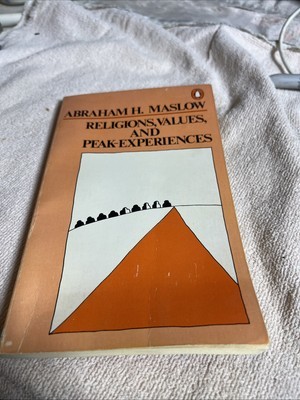 ABRAHAM H. MASLOW
RELIGIONS, VALUES,
AND
PEAK-EXPERIENCES